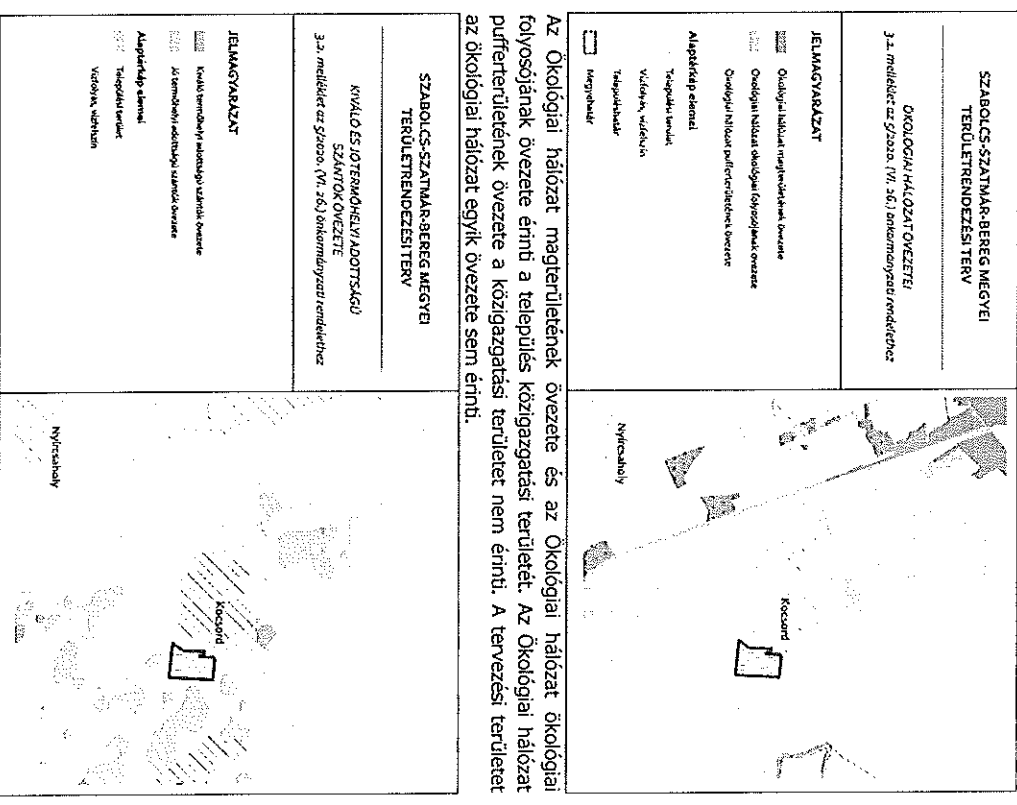 SZABOLCS-SZATMÁR-BEREG MEGYEI
TERÜLETRENDEZÉSI TERV
ÖKOLÓGIAI HÁLÓZAT ÖVEZETEI
3.1. melléklet az 5/2020. (VI. 26.) önkormányzati rendelethez
JELMAGYARÁZAT
Ökológiai hálózat magterületének övezete
Ökológiai hálózat ökológiai folyosójának övezete
Ökológiai hálózat pufferterületének övezete
Alaptérkép elemei
Települési terület
Vízfolyás, vízfelszín
Településhatár
Megyehatár
Nyírcsaholy
Kocsord
Az Ökológiai hálózat magterületének övezete és az Ökológiai hálózat ökológiai
folyosójának övezete érinti a település közigazgatási területét. Az Ökológiai hálózat
pufferterületének övezete a közigazgatási területet nem érinti. A tervezési területet
az ökológiai hálózat egyik övezete sem érinti.
SZABOLCS-SZATMÁR-BEREG MEGYEI
TERÜLETRENDEZÉSI TERV
KIVÁLÓ ÉS JÓ TERMŐHELYI ADOTTSÁGÚ
SZÁNTÓK ÖVEZETE
3.2. melléklet az 5/2020. (VI. 26.) önkormányzati rendelethez
JELMAGYARÁZAT
Kiváló termőhelyi adottságú szántók övezete
Jó termőhelyi adottságú szántók övezete
Alaptérkép elemei
Települési terület
Vízfolyás, vízfelszín
Nyírcsaholy
Kocsord